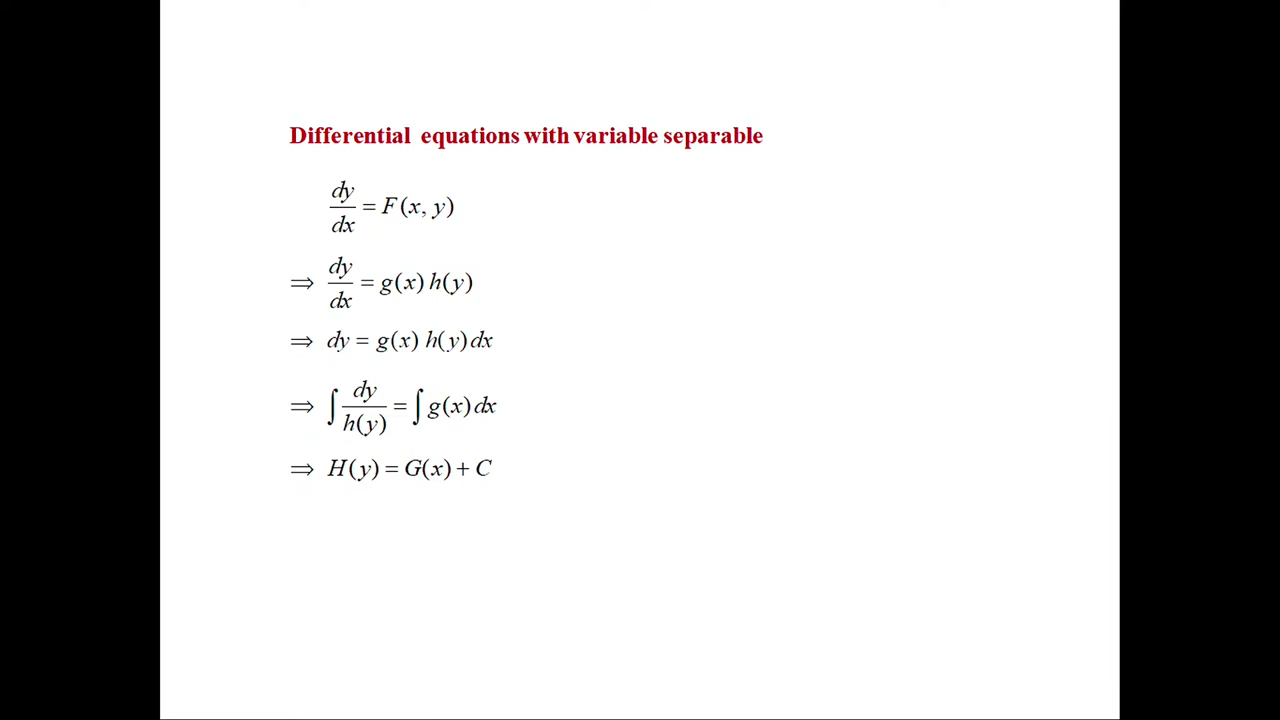 Differential equations with variable separable
dy/dx = F(x, y)
⇒ dy/dx = g(x) h(y)
⇒ dy = g(x) h(y) dx
⇒ ∫ dy/h(y) = ∫ g(x) dx
⇒ H(y) = G(x) + C